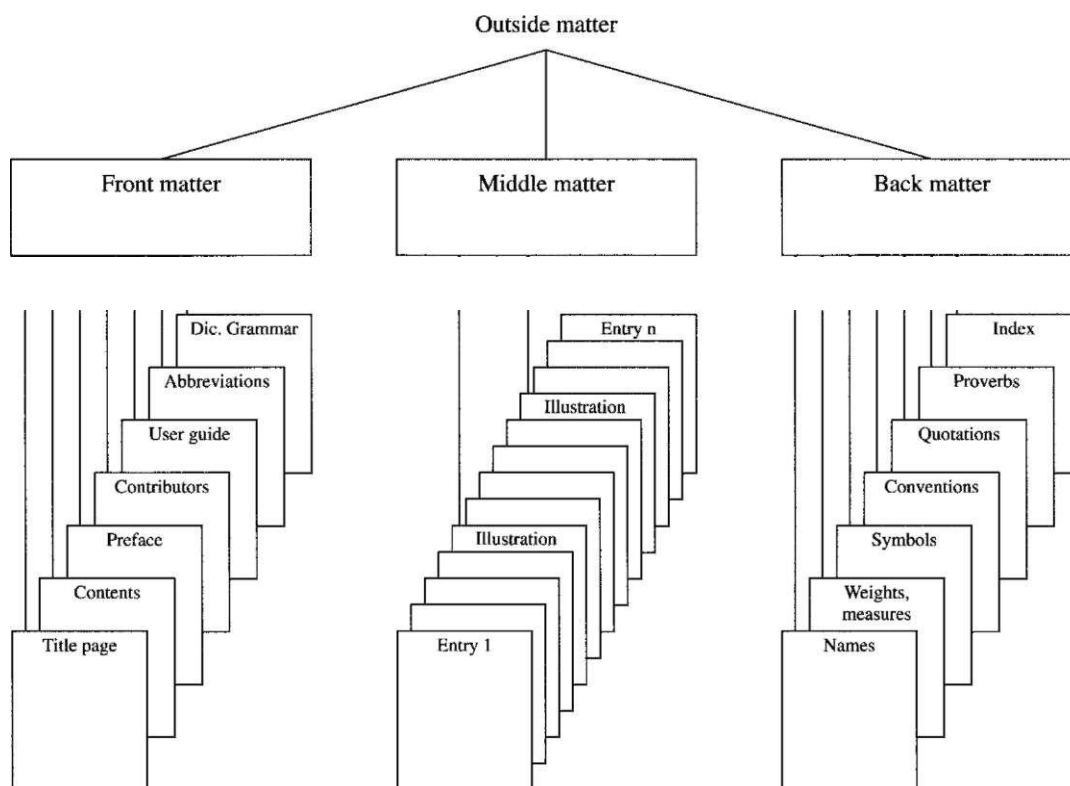 Outside matter
Front matter
Middle matter
Back matter
Dic. Grammar
Abbreviations
User guide
Contributors
Preface
Contents
Title page
Entry n
Illustration
Illustration
Entry 1
Index
Proverbs
Quotations
Conventions
Symbols
Weights,
measures
Names